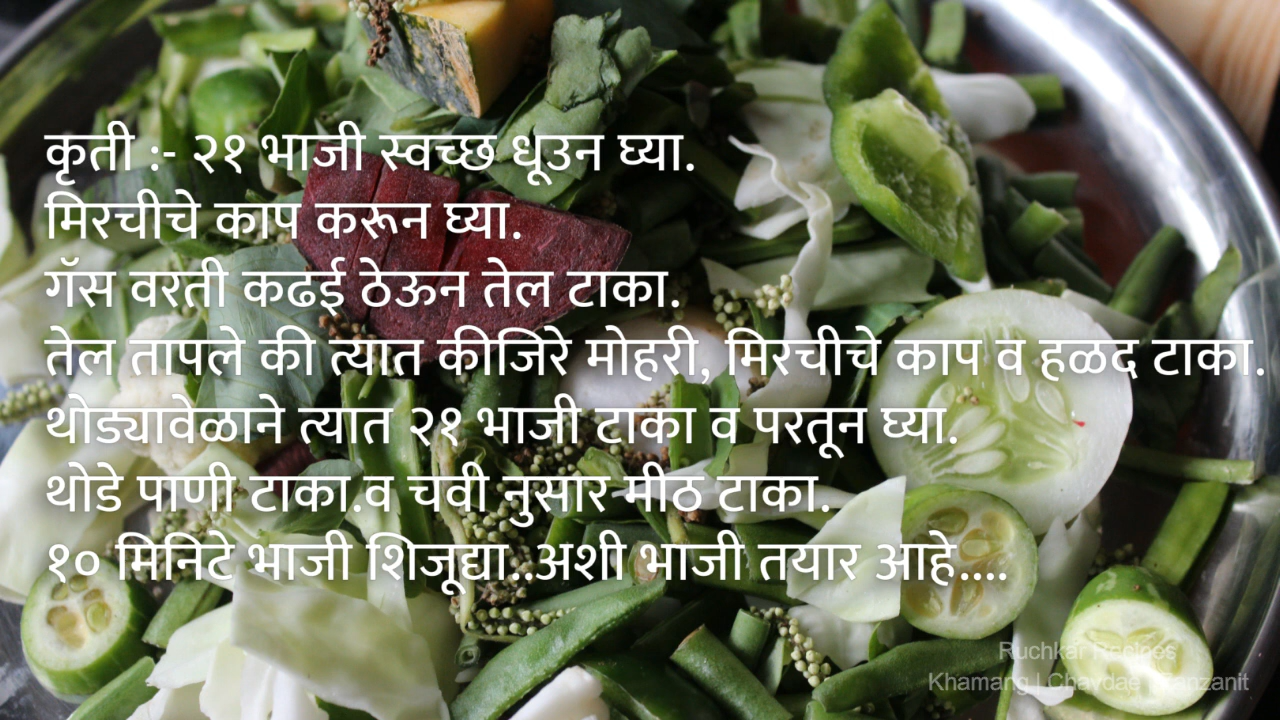 कृती :- २१ भाजी स्वच्छ धूउन घ्या.
मिरचीचे काप करून घ्या.
गॅस वरती कढई ठेऊन तेल टाका.
तेल तापले की त्यात कीजिरे मोहरी, मिरचीचे काप व हळद टाका.
थोड्यावेळाने त्यात २१ भाजी टाका व परतून घ्या.
थोडे पाणी टाका.व चवी नुसार मीठ टाका.
१० मिनिटे भाजी शिजूद्या..अशी भाजी तयार आहे....
Ruchkar Recipes
Khamang | Chavdae | Zanzanit